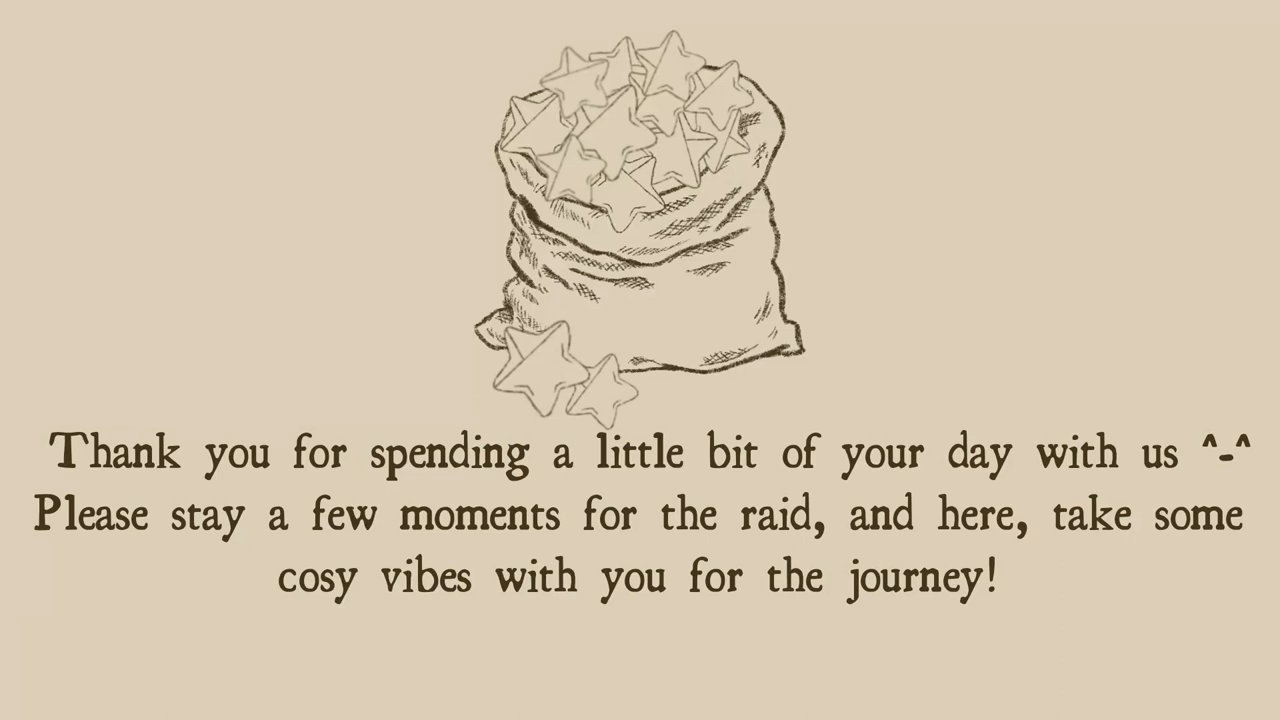 Thank you for spending a little bit of your day with us ^-^
Please stay a few moments for the raid, and here, take some
cosy vibes with you for the journey!